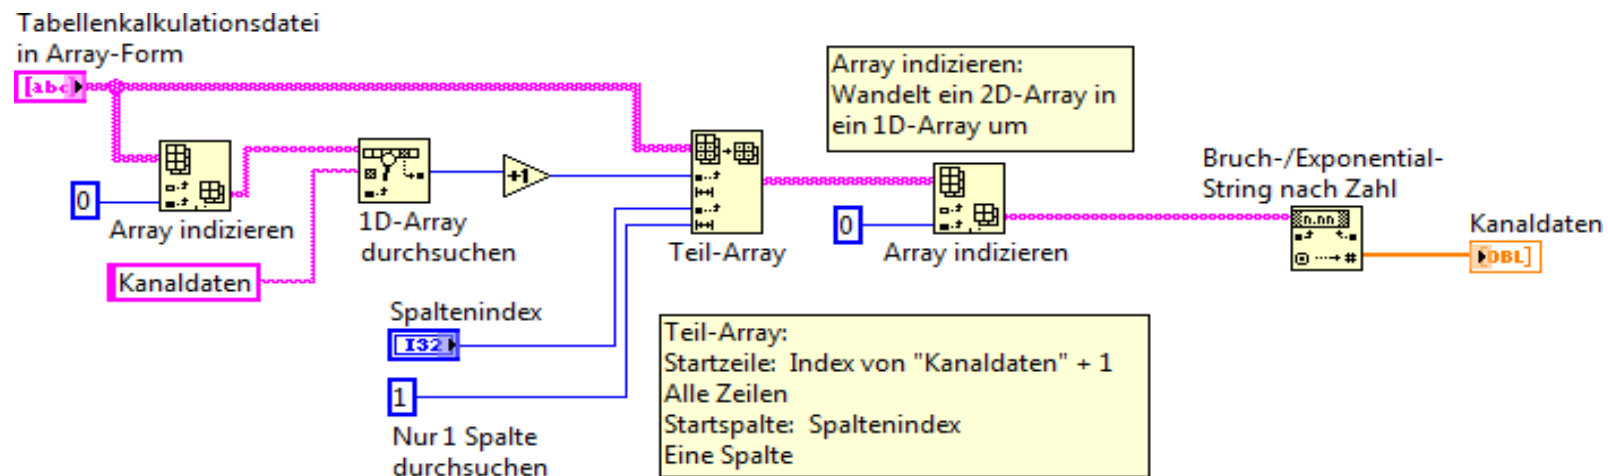 Tabellenkalkulationsdatei
in Array-Form
[abc]
0
Array indizieren
Kanaldaten
1D-Array
durchsuchen
+1
Spaltenindex
I32
1
Nur 1 Spalte
durchsuchen
Teil-Array
Array indizieren:
Wandelt ein 2D-Array in
ein 1D-Array um
0
Array indizieren
Teil-Array:
Startzeile:  Index von "Kanaldaten" + 1
Alle Zeilen
Startspalte:  Spaltenindex
Eine Spalte
Bruch-/Exponential-
String nach Zahl
n.nn
#
Kanaldaten
DBL]